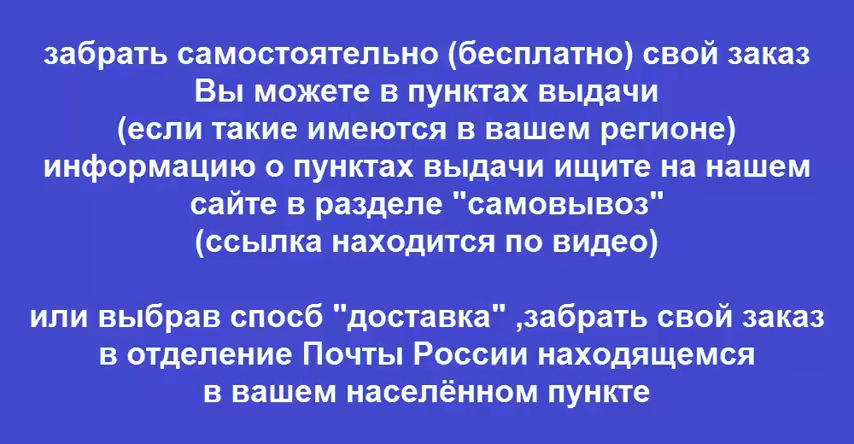 забрать самостоятельно (бесплатно) свой заказ
Вы можете в пунктах выдачи
(если такие имеются в вашем регионе)
информацию о пунктах выдачи ищите на нашем
сайте в разделе "самовывоз"
(ссылка находится по видео)
или выбрав спосб "доставка" ,забрать свой заказ
в отделение Почты России находящемся
в вашем населённом пункте